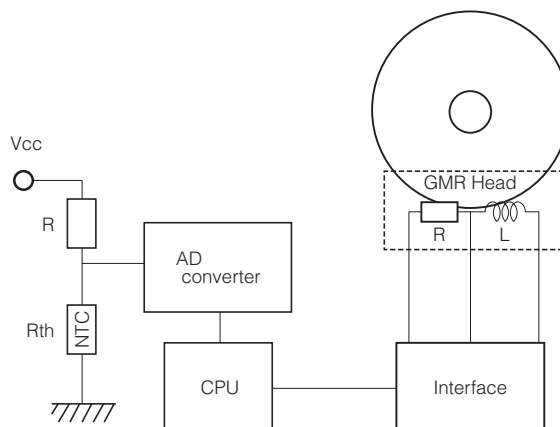 GMR Head
Vcc
R
R
L
AD
converter
Rth
NTC
CPU
Interface